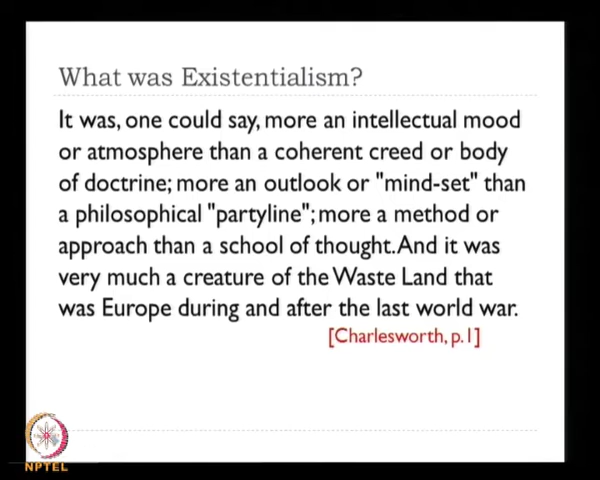 What was Existentialism?
It was, one could say, more an intellectual mood
or atmosphere than a coherent creed or body
of doctrine; more an outlook or "mind-set" than
a philosophical "partyline"; more a method or
approach than a school of thought. And it was
very much a creature of the Waste Land that
was Europe during and after the last world war.
[Charlesworth, p.1]
NPTEL